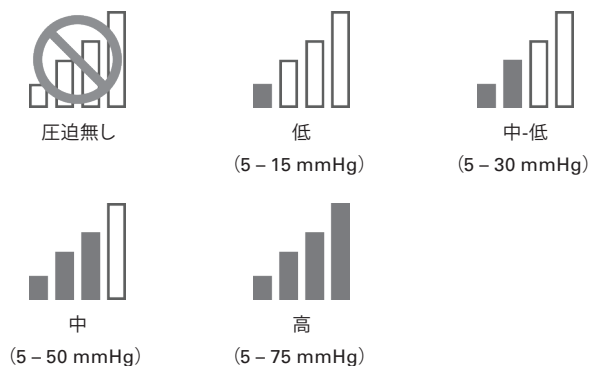 圧迫無し
低
（5 – 15 mmHg）
中-低
（5 – 30 mmHg）
中
（5 – 50 mmHg）
高
（5 – 75 mmHg）